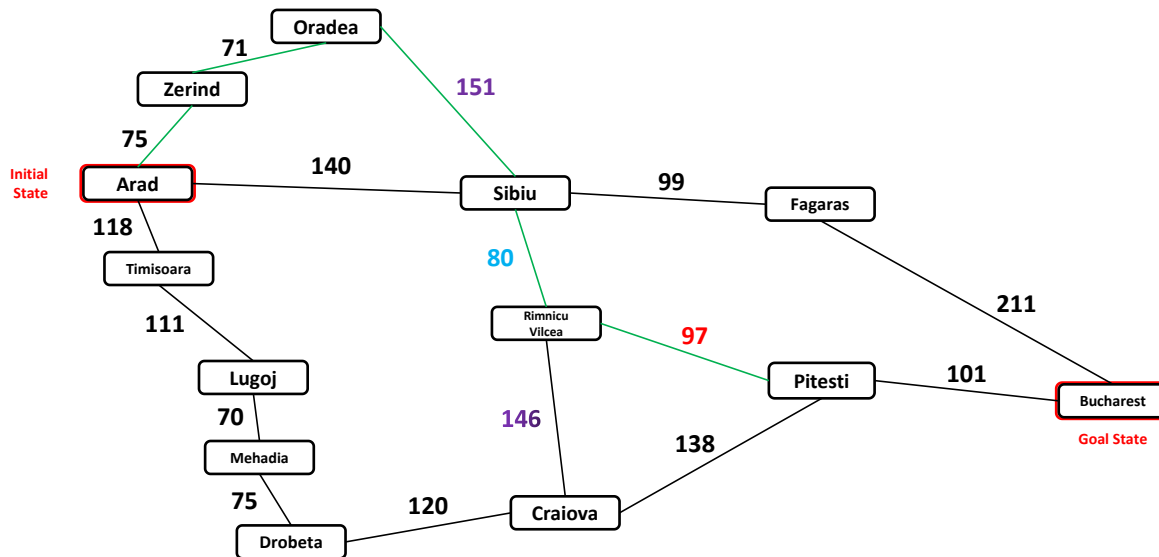 Oradea
71
Zerind
151
75
Initial
State
Arad
140
Sibiu
99
Fagaras
118
Timisoara
80
111
Rimnicu
Vilcea
97
211
Lugoj
Pitesti
101
Bucharest
70
146
138
Goal State
Mehadia
75
120
Craiova
Drobeta